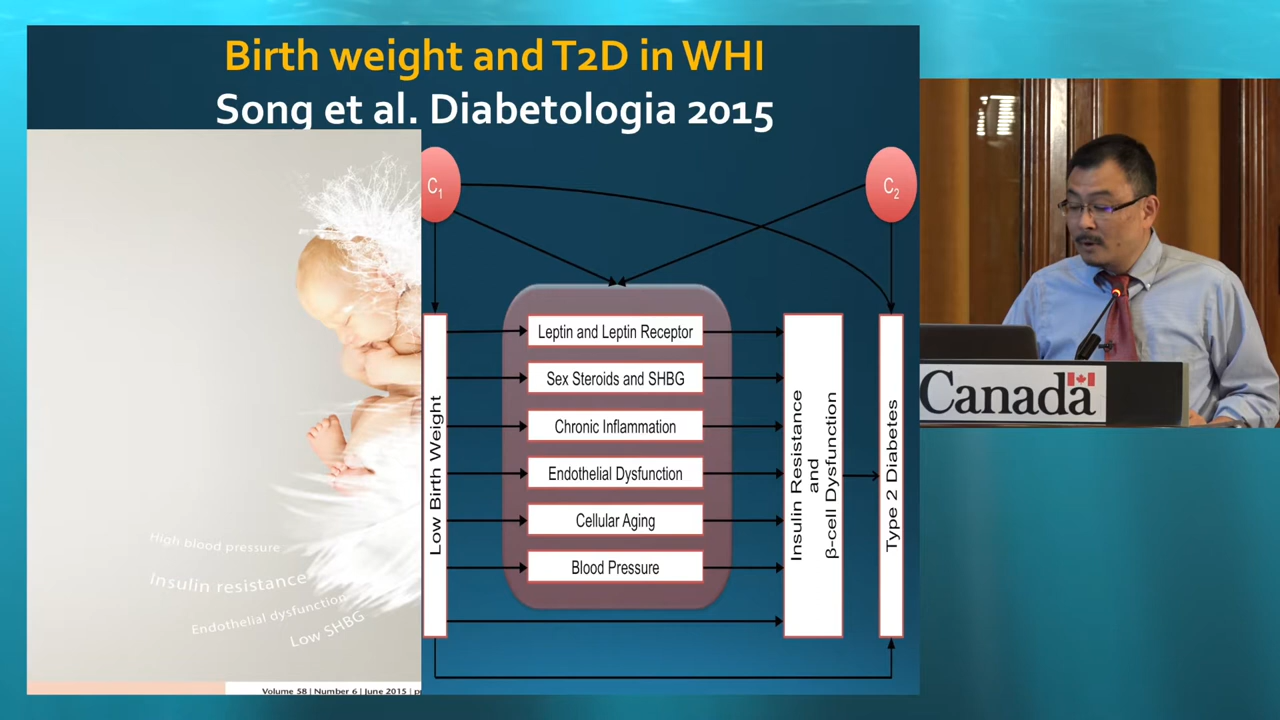 Birth weight and T2D in WHI
Song et al. Diabetologia 2015
C1
C2
Low Birth Weight
Leptin and Leptin Receptor
Sex Steroids and SHBG
Chronic Inflammation
Endothelial Dysfunction
Cellular Aging
Blood Pressure
Insulin Resistance
and
β-cell Dysfunction
Type 2 Diabetes
High blood pressure
Insulin resistance
Endothelial dysfunction
Low SHBG
Volume 58 | Number 6 | June 2015 |
Canada